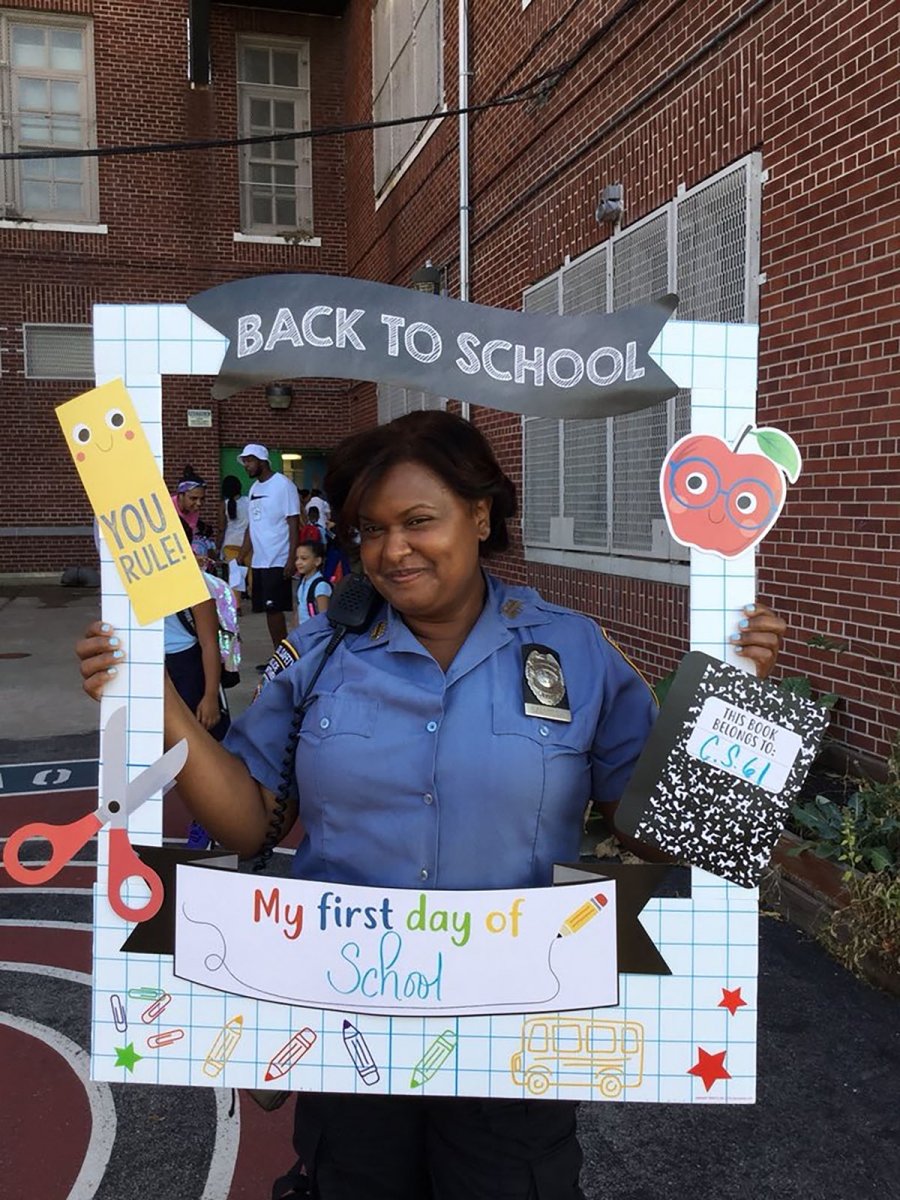 BACK TO SCHOOL
YOU
RULE!
THIS BOOK
BELONGS TO:
C.S. 61
My first day of
School